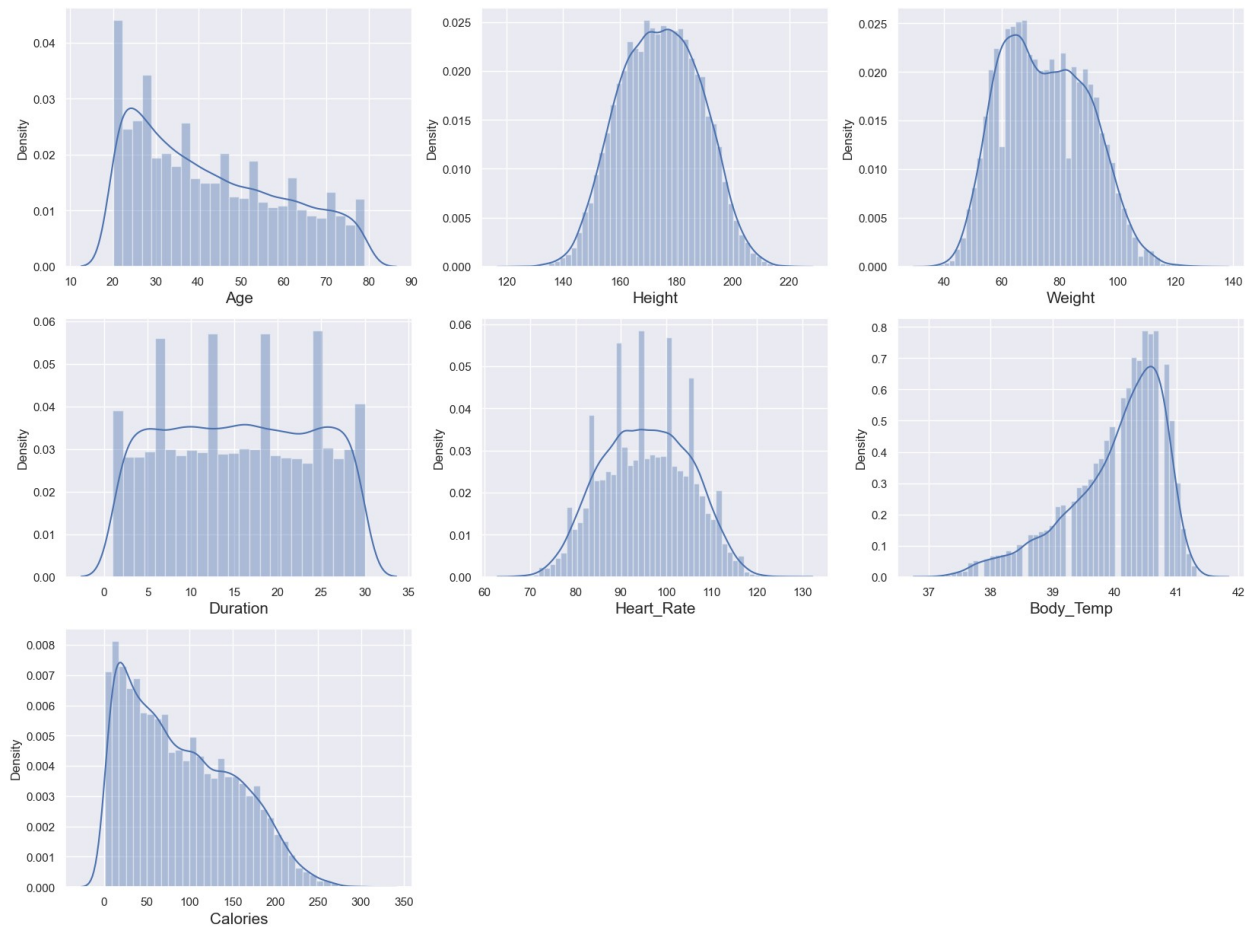 Density
0.04
0.03
0.02
0.01
0.00
10 20 30 40 50 60 70 80 90
Age
Density
0.025
0.020
0.015
0.010
0.005
0.000
120 140 160 180 200 220
Height
Density
0.025
0.020
0.015
0.010
0.005
0.000
40 60 80 100 120 140
Weight
Density
0.06
0.05
0.04
0.03
0.02
0.01
0.00
0 5 10 15 20 25 30 35
Duration
Density
0.06
0.05
0.04
0.03
0.02
0.01
0.00
60 70 80 90 100 110 120 130
Heart_Rate
Density
0.8
0.7
0.6
0.5
0.4
0.3
0.2
0.1
0.0
37 38 39 40 41 42
Body_Temp
Density
0.008
0.007
0.006
0.005
0.004
0.003
0.002
0.001
0.000
0 50 100 150 200 250 300 350
Calories